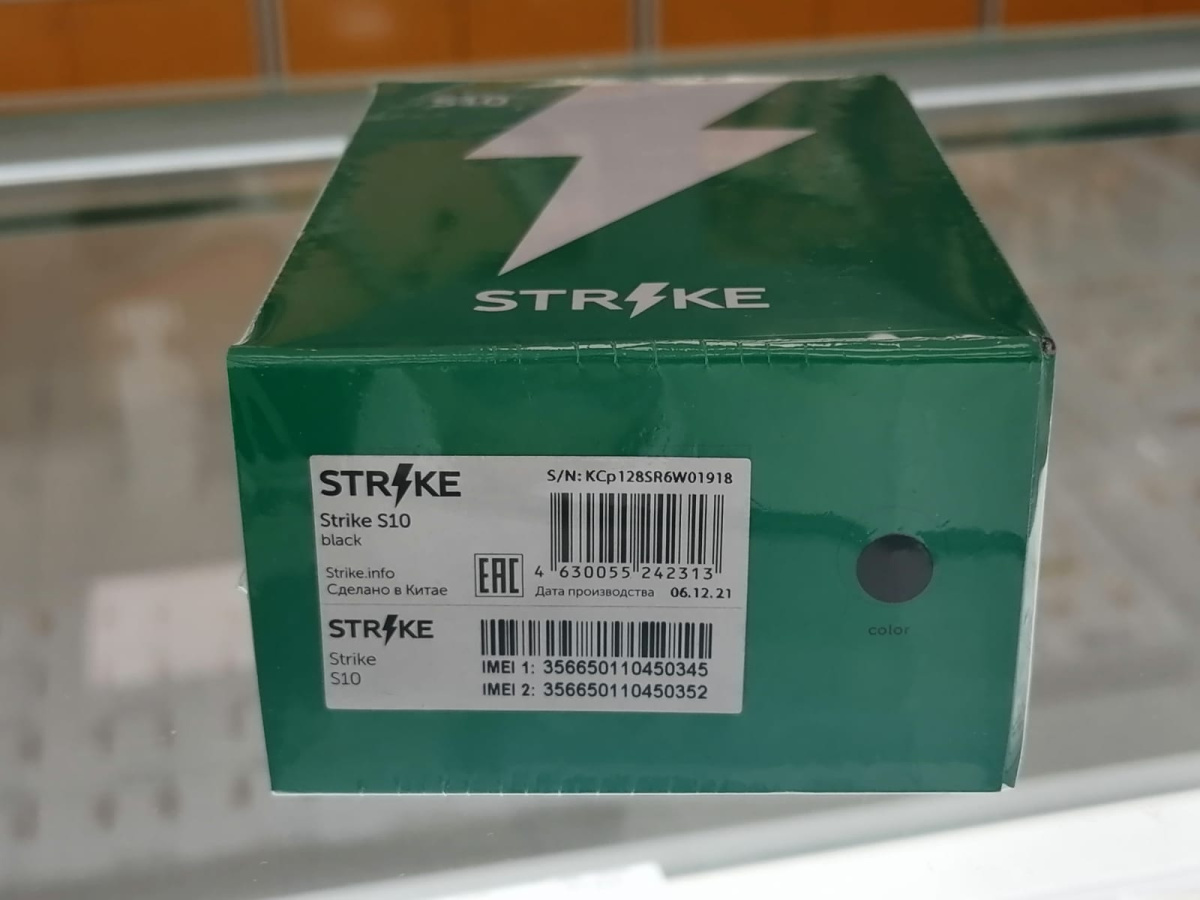 S10
STRIKE
STRIKE
S/N: KCp128SR6W01918
Strike S10
black
Strike.info
Сделано в Китае
EAC
4 630055 242313
Дата производства 06.12.21
color
STRIKE
Strike
S10
IMEI 1: 356650110450345
IMEI 2: 356650110450352